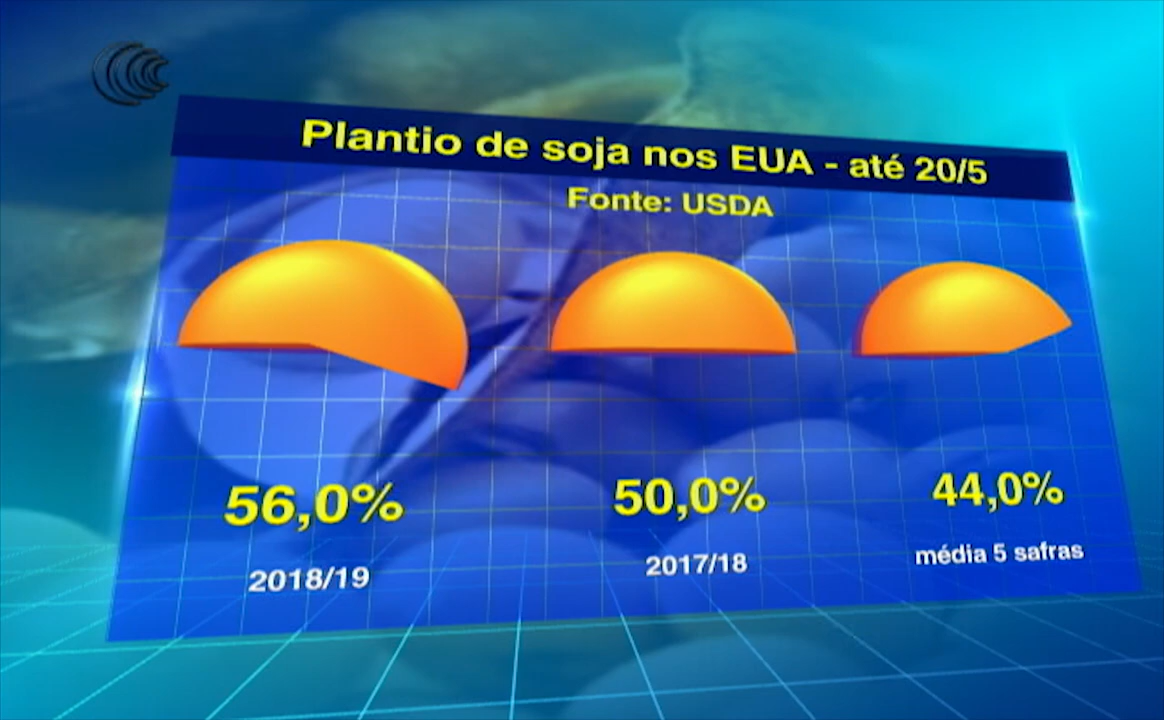 Plantio de soja nos EUA - até 20/5
Fonte: USDA
56,0% 50,0% 44,0%
2018/19 2017/18 média 5 safras